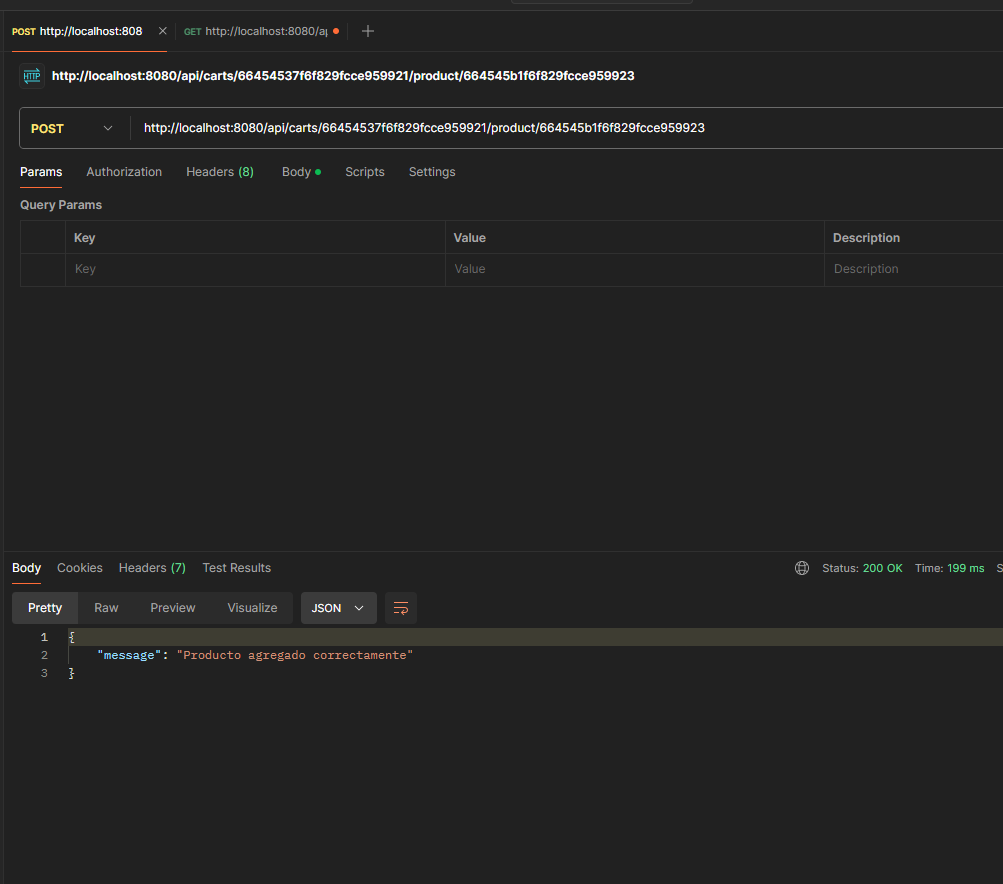 POST http://localhost:808 GET http://localhost:8080/ap
HTTP http://localhost:8080/api/carts/66454537f6f829fcce959921/product/664545b1f6f829fcce959923
POST http://localhost:8080/api/carts/66454537f6f829fcce959921/product/664545b1f6f829fcce959923
Params Authorization Headers (8) Body Scripts Settings
Query Params
Key Value Description
Key Value Description
Body Cookies Headers (7) Test Results Status: 200 OK Time: 199 ms S
Pretty Raw Preview Visualize JSON
1 {
2 "message": "Producto agregado correctamente"
3 }